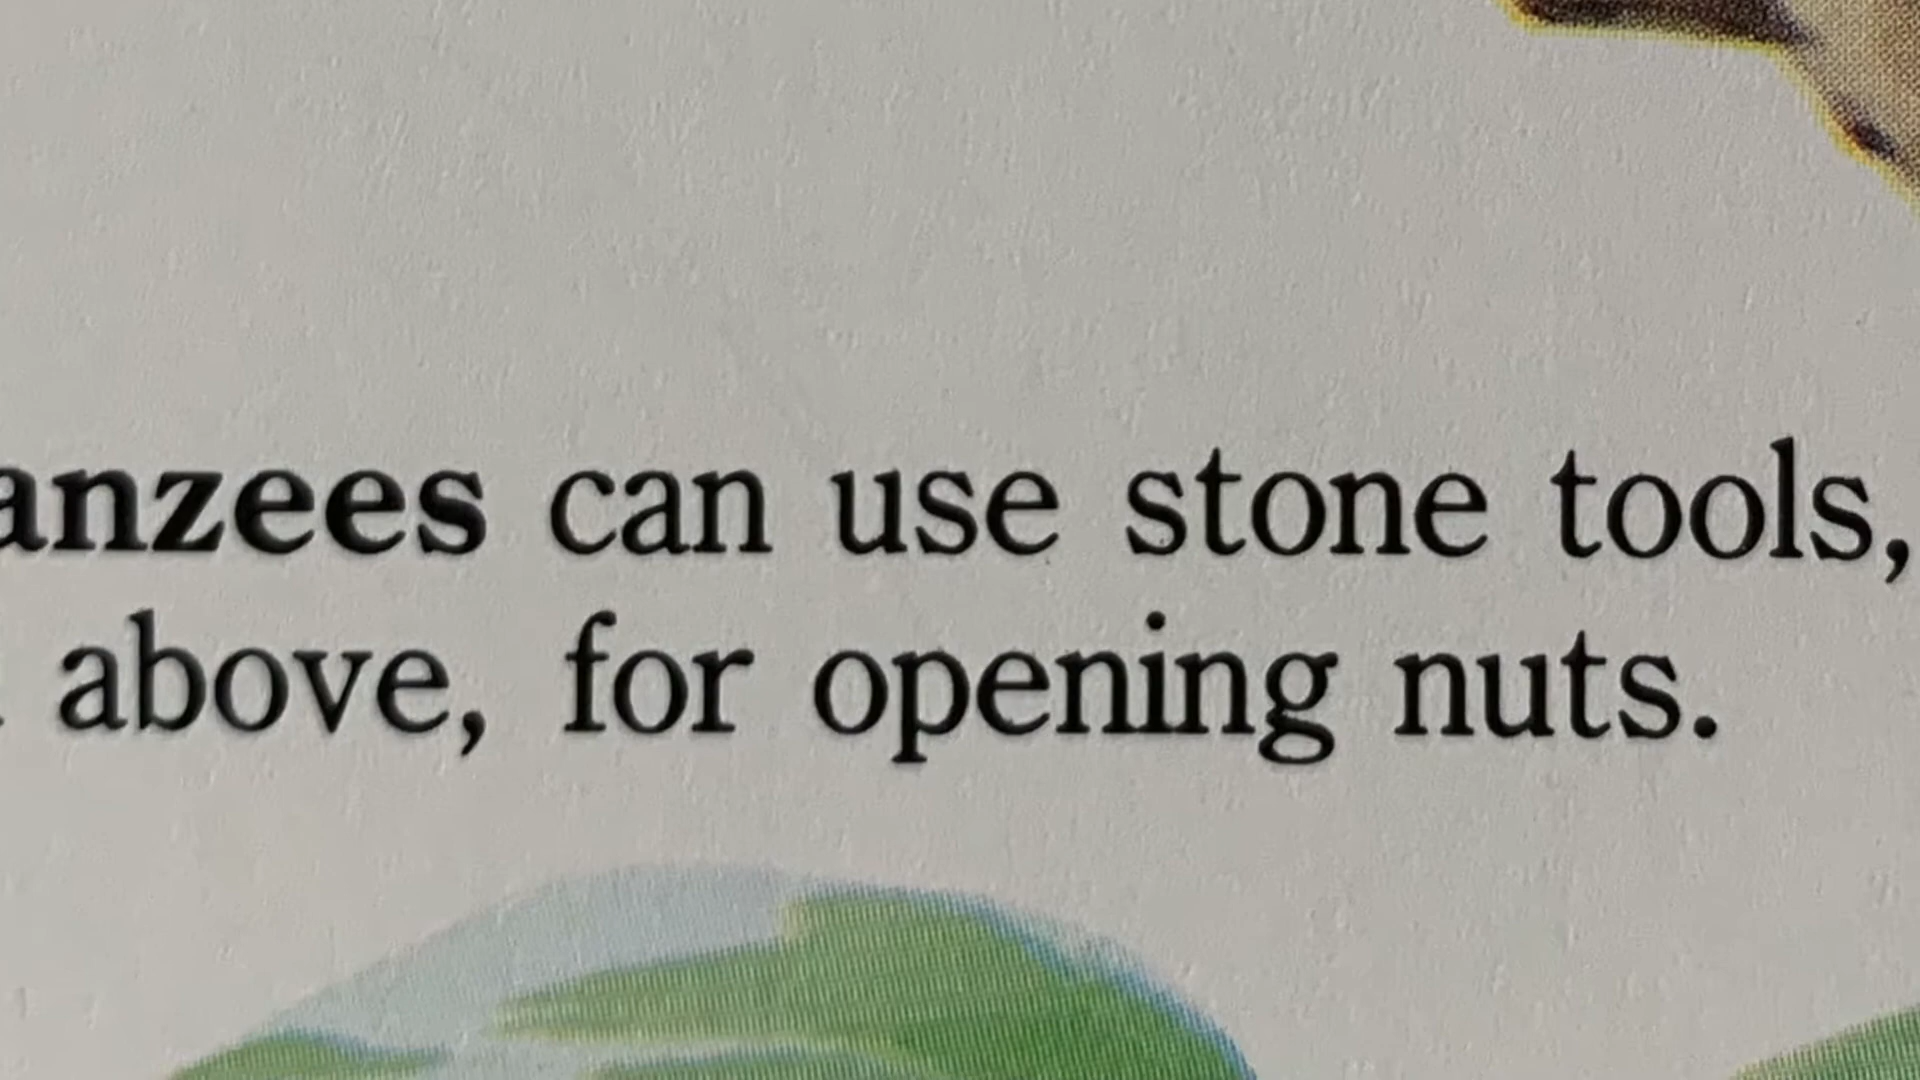 anzees can use stone tools,
above, for opening nuts.